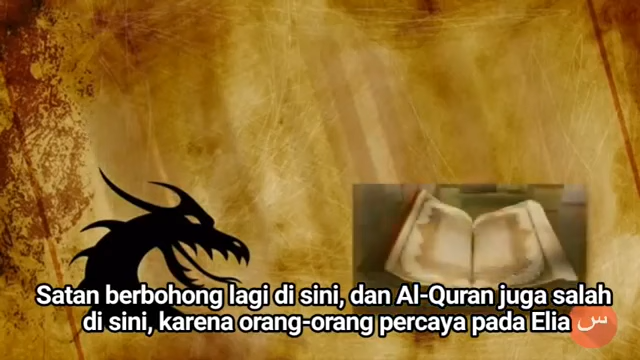 Satan berbohong lagi di sini, dan Al-Quran juga salah
di sini, karena orang-orang percaya pada Elia
س